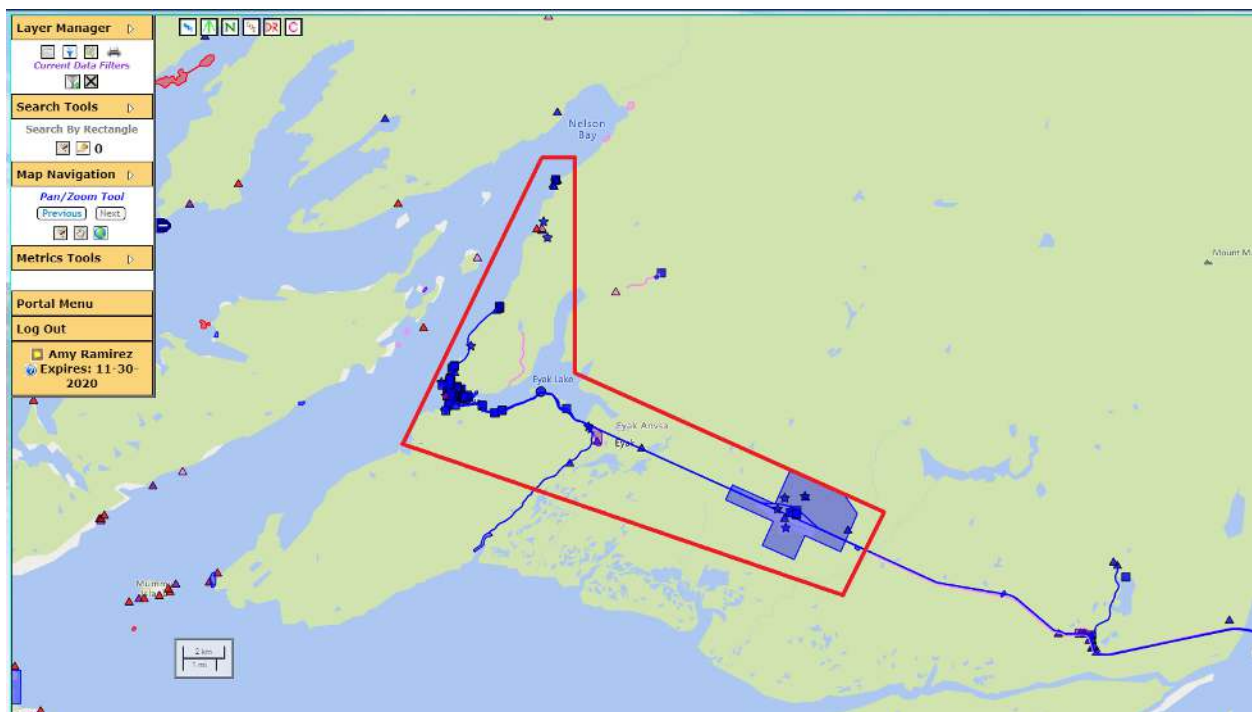 Layer Manager
Current Data Filters
Search Tools
Search By Rectangle
0
Map Navigation
Pan/Zoom Tool
Previous Next
Metrics Tools
Portal Menu
Log Out
Amy Ramirez
Expires: 11-30-
2020
N
DR
C
Nelson
Bay
Mount M
Eyak Lake
Eyak
2 km
1 mi